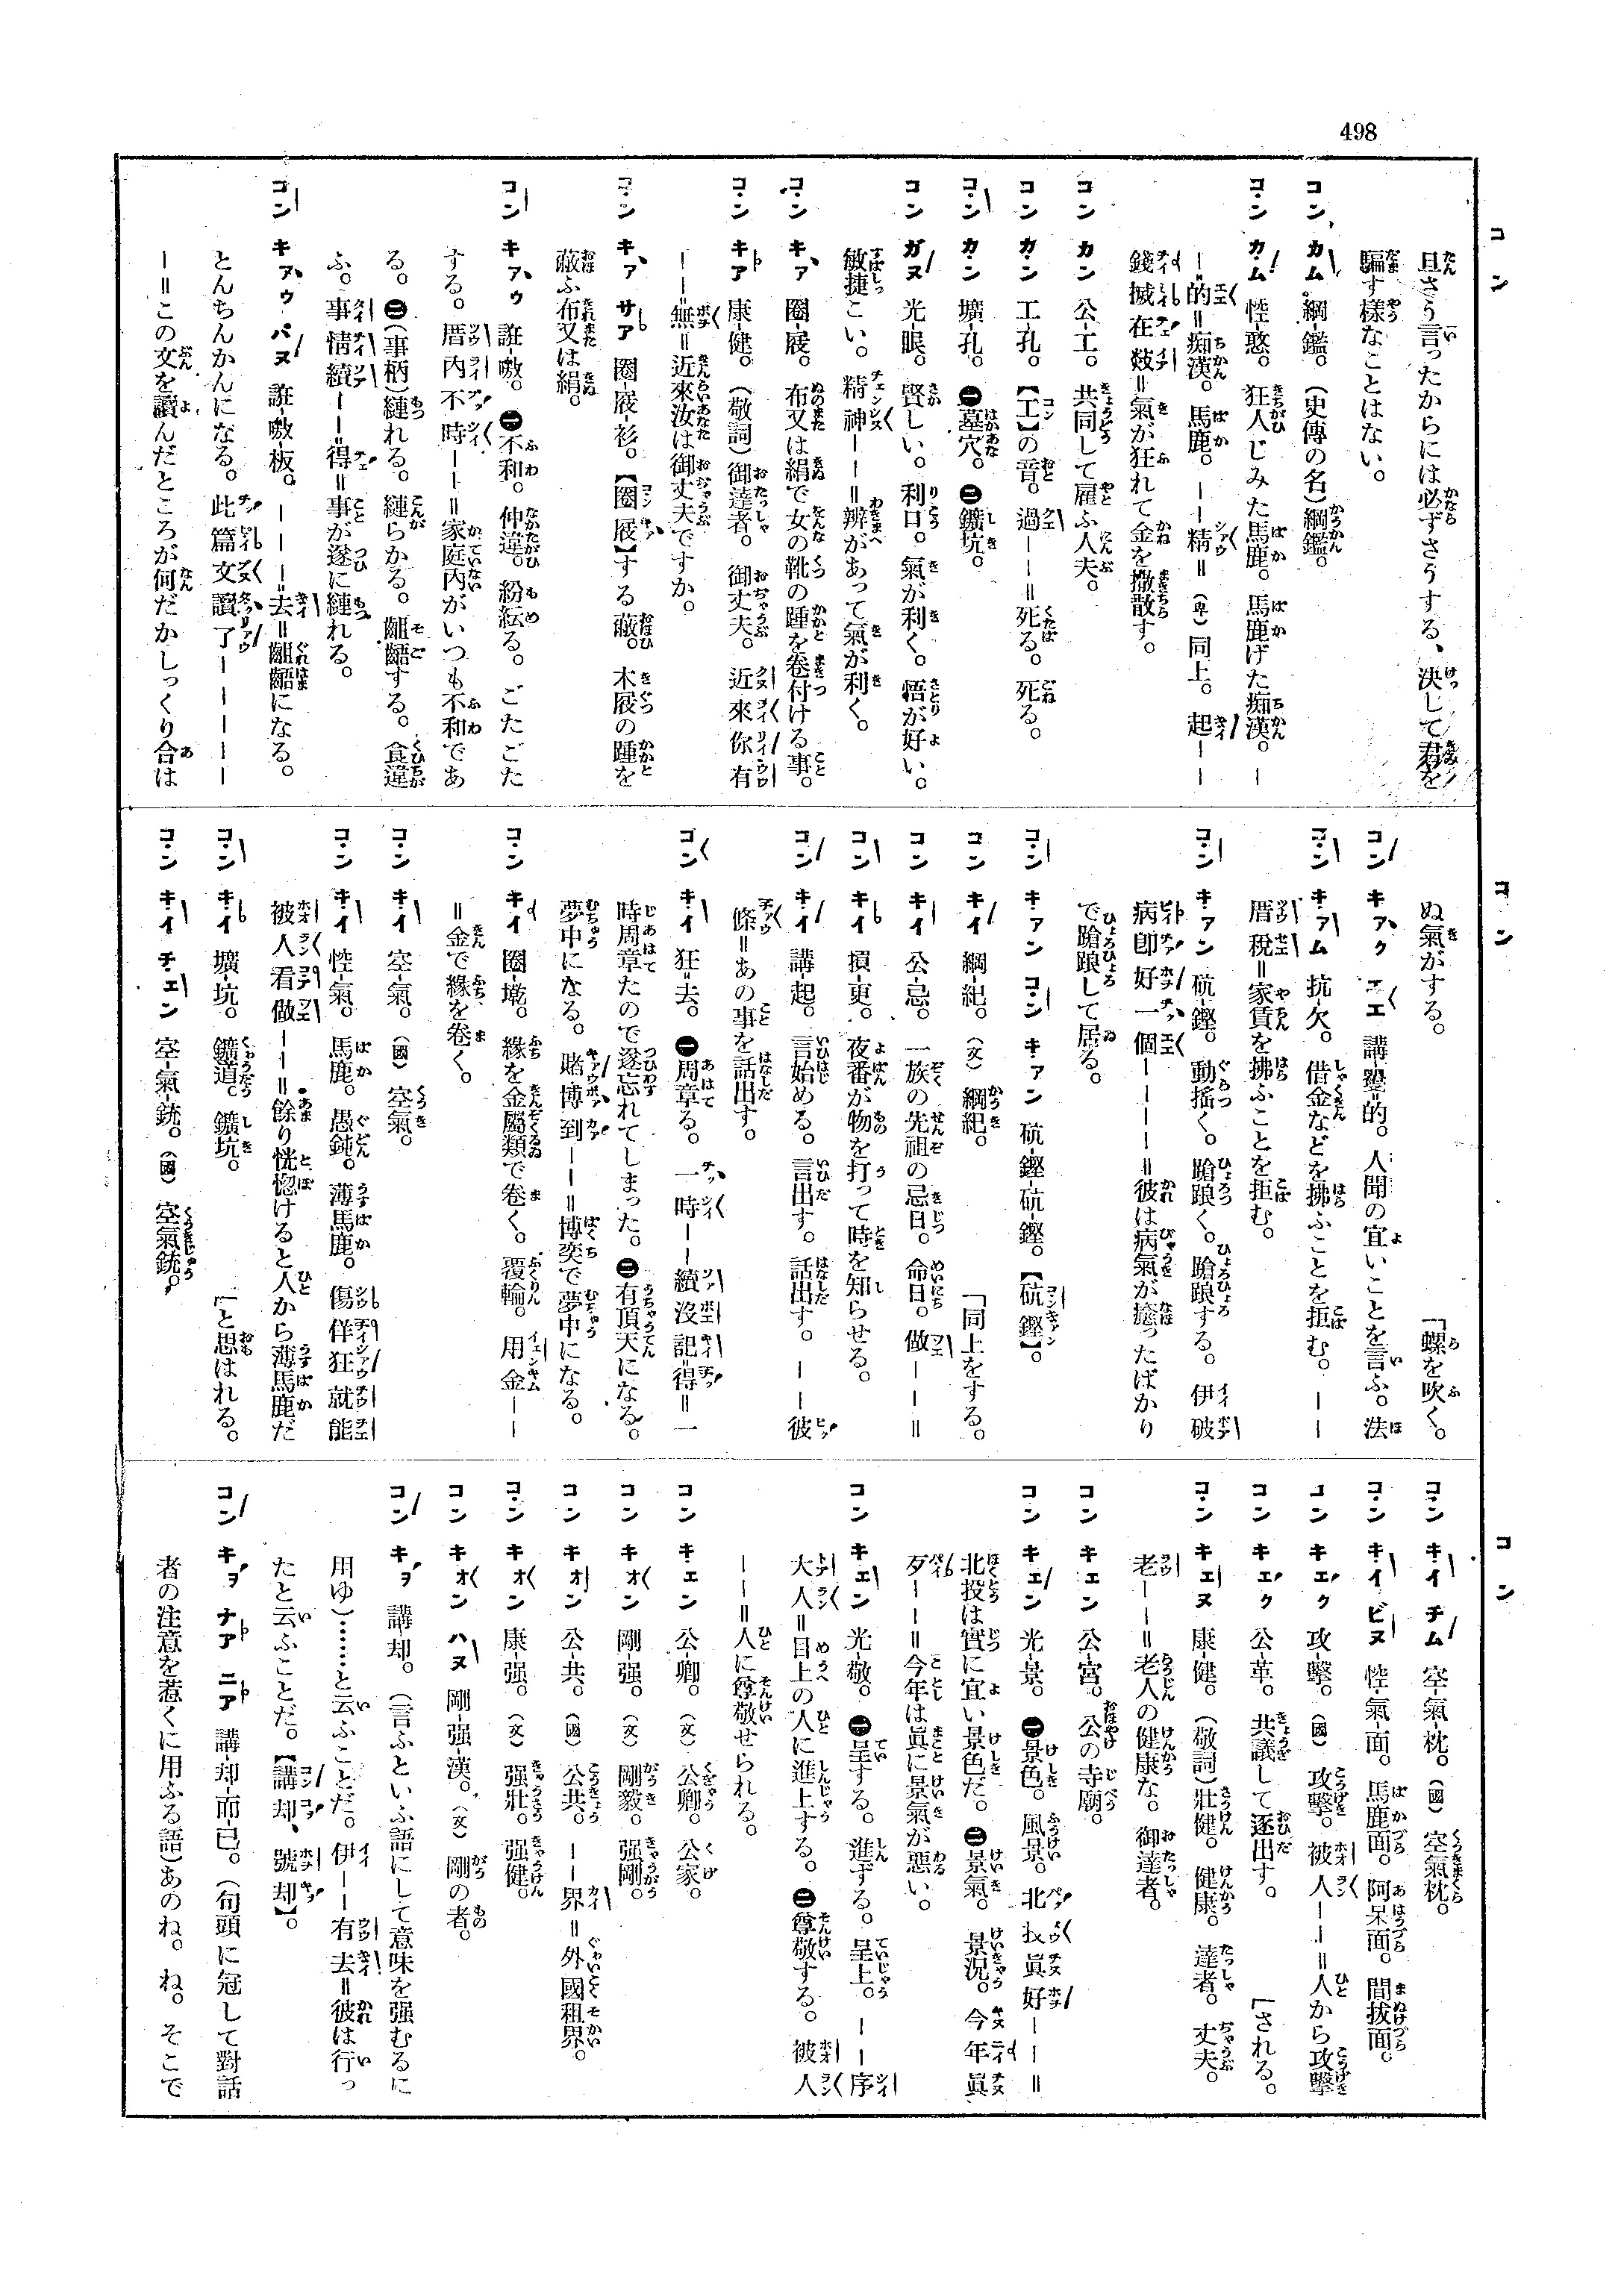 498
コン
旦さう言ったからには必ずさうする、決して君を
騙す樣なことはない。
コン カム 綱-鑑。(史傳の名)綱鑑。
コン カム 悾-憨。狂人じみた馬鹿。馬鹿げた痴漢。—
—的=痴漢。馬鹿。——精=(卑)同上。起——
錢搣在㧒=氣が狂れて金を撒散す。
コン カン 公-工。共同して雇ふ人夫。
コン カン 工-孔。【工】の音。過———=死る。死る。
コン カン 壙-孔。㊀墓穴。㊁鑛坑。
コン ガヌ 光-眼。賢しい。利口。氣が利く。悟が好い。
敏捷こい。精神——=辨があって氣が利く。
コン キァ 圈-屐。布又は絹で女の靴の踵を卷付ける事。
コン キア 康-健。(敬詞)御達者。御丈夫。近來你有
——=無=近來汝は御丈夫ですか。
コン キァ サア 圈-屐-衫。【圈屐】する蔽。木屐の踵を
蔽ふ布又は絹。
コン キァウ 誑-噭。㊀不和。仲違。紛紜る。ごたごた
する。厝內不時——=家庭內がいつも不和であ
る。㊁(事柄)縺れる。縺らかる。齟齬する。食違
ふ。事情續——=得=事が遂に縺れる。
コン キァウ パヌ 誑-噭-板。———=去=齟齬になる。
とんちんかんになる。此篇文讀了—————
—=この文を讀んだところが何だかしっくり合は
コン
ぬ氣がする。 「螺を吹く。
コン キァク エエ 講-㸕-的。人聞の宜いことを言ふ。法
コン キァム 抗-欠。借金などを拂ふことを拒む。——
厝稅=家賃を拂ふことを拒む。
コン キァン 硫-鏗。動搖く。蹌踉く。蹌踉する。伊破
病卽好一個————=彼は病氣が癒ったばかり
で蹌踉して居る。
コン キァン コン キァン 硫-鏗-硫-鏗。【硫鏗】。
コン キイ 綱-紀。(文)綱紀。 「同上をする。
コン キイ 公-忌。一族の先祖の忌日。命日。做——=
コン キイ 摃-更。夜番が物を打って時を知らせる。
コン キイ 講-起。言始める。言出す。話出す。——彼
條=あの事を話出す。
コン キイ 狂-去。㊀周章る。一時——續沒記=得=一
時周章たので遂忘れてしまった。㊁有頂天になる。
夢中になる。賭博到——=博奕で夢中になる。
コン キイ 圈-墘。緣を金屬類で卷く。覆輪。用金——
=金で緣を卷く。
コン キイ 空-氣。(國)空氣。
コン キイ 悾-氣。馬鹿。愚鈍。薄馬鹿。傷佯狂就能
被人看做——=餘り恍惚けると人から薄馬鹿だ
コン キイ 壙-坑。鑛道。鑛坑。 「と思はれる。
コン キイ チェン 空-氣-銃。(國)空氣銃。
コン
コン キイ チム 空-氣-枕。(國)空氣枕。
コン キイ ビヌ 悾-氣-面。馬鹿面。阿呆面。間拔面。
コン キエク 攻-擊。(國)攻擊。被人——=人から攻擊
コン キエク 公-革。共議して逐出す。 「される。
コン キエヌ 康-健。(敬詞)壯健。健康。達者。丈夫。
老——=老人の健康な。御達者。
コン キェン 公-宮。公の寺廟。
コン キェン 光-景。㊀景色。風景。北投眞好——=
北投は實に宜い景色だ。㊁景氣。景況。今年眞
歹——=今年は眞に景氣が惡い。
コン キェン 光-敬。㊀呈する。進ずる。呈上。——序
大人=目上の人に進上する。㊁尊敬する。被人
——=人に尊敬せられる。
コン キェン 公-卿。(文)公卿。公家。
コン キォン 剛-强。(文)剛毅。强剛。
コン キォン 公-共。(國)公共。——界=外國租界。
コン キォン 康-强。(文)强壯。强健。
コン キォン ハヌ 剛-强-漢。(文)剛の者。
コン キヲ 講却。(言ふといふ語にして意味を强むるに
用ゆ)……と云ふことだ。伊——有去=彼は行っ
たと云ふことだ。【講却、號却】。
コン キヲ ナア ニア 講-却-而-已。(句頭に冠して對話
者の注意を惹くに用ふる語)あのね。ね。そこで